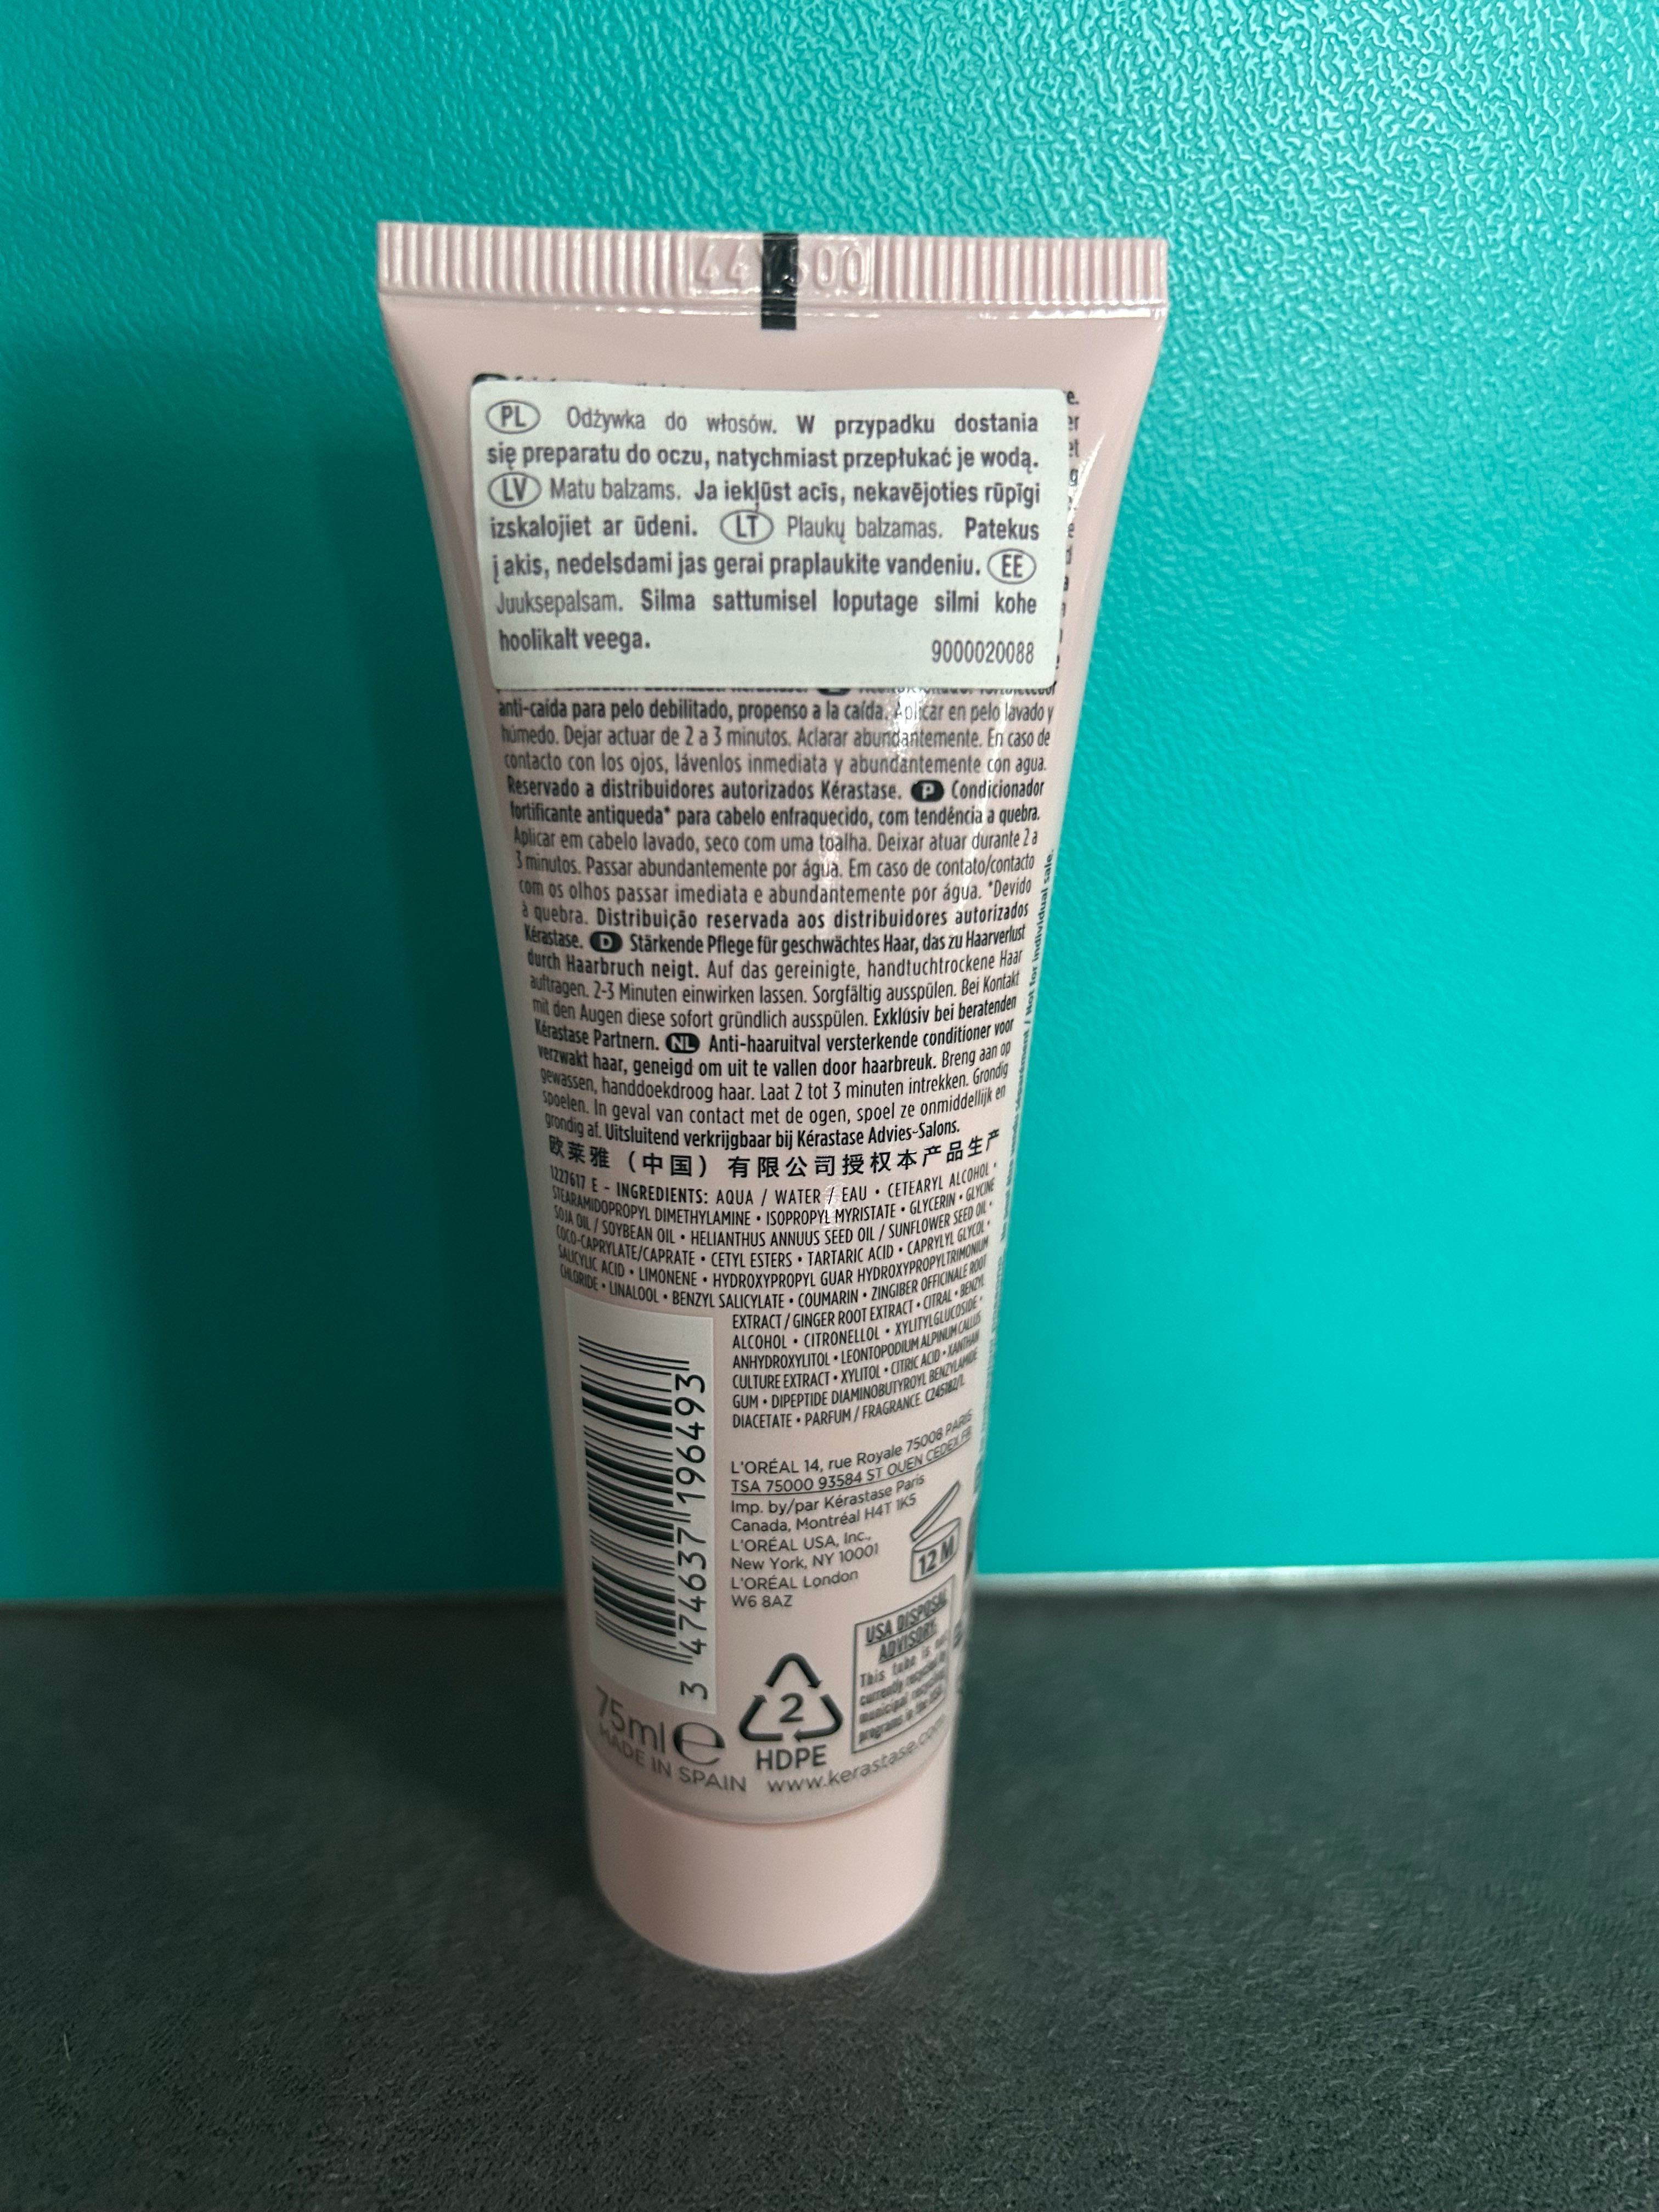 PL Odżywka do włosów. W przypadku dostania
się preparatu do oczu, natychmiast przepłukać je wodą.
LV Matu balzams. Ja iekļūst acīs, nekavējoties rūpīgi
izskalojiet ar ūdeni. LT Plaukų balzamas. Patekus
į akis, nedelsdami jas gerai praplaukite vandeniu. EE
Juuksepalsam. Silma sattumisel loputage silmi kohe
hoolikalt veega.
9000020088
anti-caída para pelo debilitado, propenso a la caída. Aplicar en pelo lavado y
húmedo. Dejar actuar de 2 a 3 minutos. Aclarar abundantemente. En caso de
contacto con los ojos, lávenlos inmediata y abundantemente con agua.
Reservado a distribuidores autorizados Kérastase. P Condicionador
fortificante antiqueda* para cabelo enfraquecido, com tendência a quebra.
Aplicar em cabelo lavado, seco com uma toalha. Deixar atuar durante 2 a
3 minutos. Passar abundantemente por água. Em caso de contato/contacto
com os olhos passar imediata e abundantemente por água. *Devido
à quebra. Distribuição reservada aos distribuidores autorizados
Kérastase. D Stärkende Pflege für geschwächtes Haar, das zu Haarverlust
durch Haarbruch neigt. Auf das gereinigte, handtuchtrockene Haar
auftragen. 2-3 Minuten einwirken lassen. Sorgfältig ausspülen. Bei Kontakt
mit den Augen diese sofort gründlich ausspülen. Exklusiv bei beratenden
Kérastase Partnern. NL Anti-haaruitval versterkende conditioner voor
verzwakt haar, geneigd om uit te vallen door haarbreuk. Breng aan op
gewassen, handdoekdroog haar. Laat 2 tot 3 minuten intrekken. Grondig
spoelen. In geval van contact met de ogen, spoel ze onmiddellijk en
grondig af. Uitsluitend verkrijgbaar bij Kérastase Advies-Salons.
欧莱雅（中国）有限公司授权本产品生产
1227617 E - INGREDIENTS: AQUA / WATER / EAU • CETEARYL ALCOHOL •
STEARAMIDOPROPYL DIMETHYLAMINE • ISOPROPYL MYRISTATE • GLYCERIN • GLYCINE
SOJA OIL / SOYBEAN OIL • HELIANTHUS ANNUUS SEED OIL / SUNFLOWER SEED OIL •
COCO-CAPRYLATE/CAPRATE • CETYL ESTERS • TARTARIC ACID • CAPRYLYL GLYCOL •
SALICYLIC ACID • LIMONENE • HYDROXYPROPYL GUAR HYDROXYPROPYLTRIMONIUM
CHLORIDE • LINALOOL • BENZYL SALICYLATE • COUMARIN • ZINGIBER OFFICINALE ROOT
EXTRACT / GINGER ROOT EXTRACT • CITRAL • BENZYL
ALCOHOL • CITRONELLOL • XYLITYLGLUCOSIDE •
ANHYDROXYLITOL • LEONTOPODIUM ALPINUM CALLUS
CULTURE EXTRACT • XYLITOL • CITRIC ACID • XANTHAN
GUM • DIPEPTIDE DIAMINOBUTYROYL BENZYLAMIDE
DIACETATE • PARFUM / FRAGRANCE.
L'ORÉAL 14, rue Royale 75008 PARIS
TSA 75000 93584 ST OUEN CEDEX FR
Imp. by/par Kérastase Paris
Canada, Montréal H4T 1K5
L'ORÉAL USA, Inc.,
New York, NY 10001
L'ORÉAL London
W6 8AZ
12 M
3 474637 196493
USA DISPOSAL
ADVISORY
This tube is not
currently recycled in
municipal recycling
programs in the USA.
2
HDPE
75ml e
MADE IN SPAIN
www.kerastase.com
/ Not for individual sale.